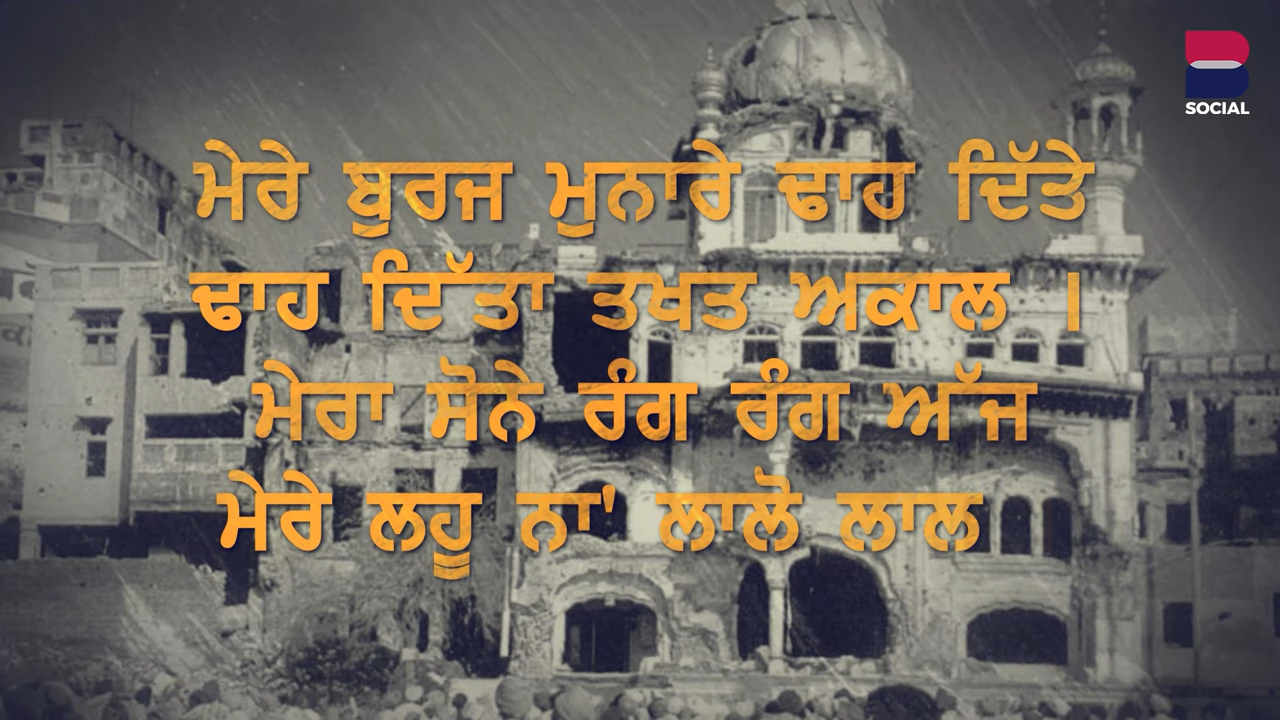 ਮੇਰੇ ਬੁਰਜ ਮੁਨਾਰੇ ਢਾਹ ਦਿੱਤੇ
ਢਾਹ ਦਿੱਤਾ ਤਖਤ ਅਕਾਲ ।
ਮੇਰਾ ਸੋਨੇ ਰੰਗ ਰੰਗ ਅੱਜ
ਮੇਰੇ ਲਹੂ ਨਾ' ਲਾਲੋ ਲਾਲ
SOCIAL